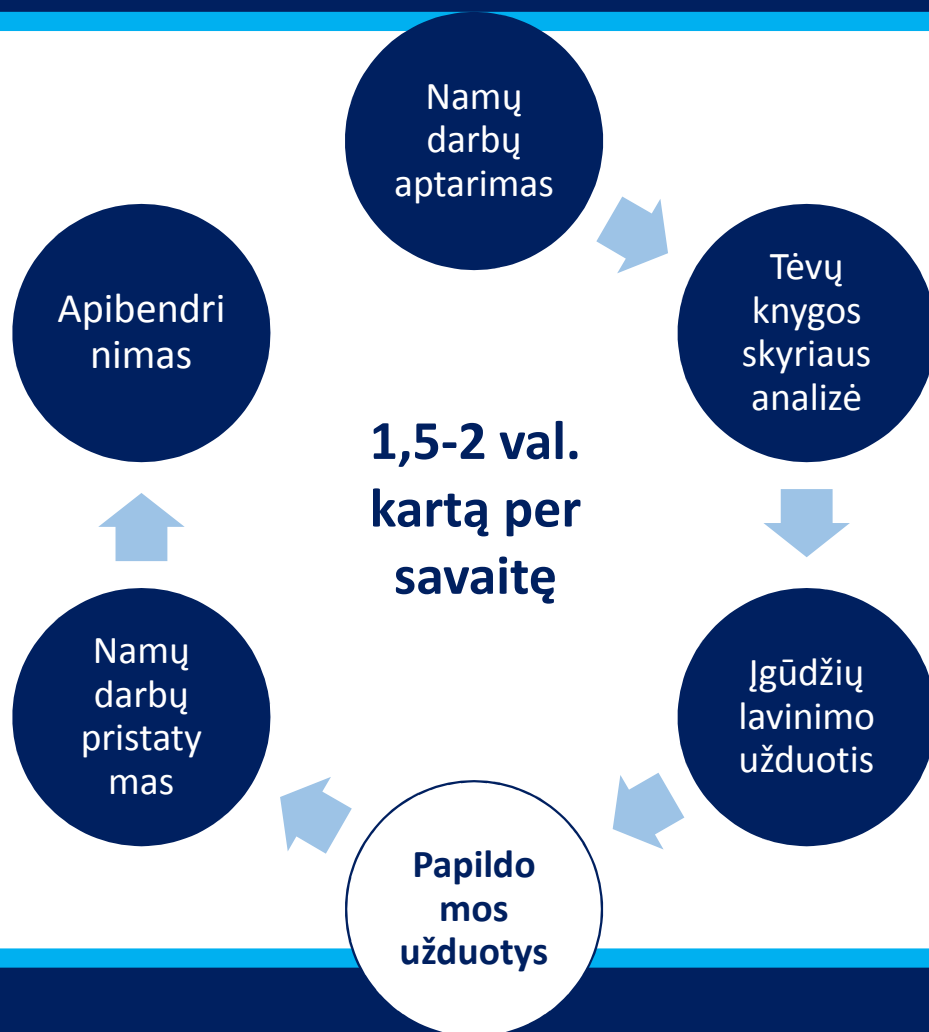 Namų
darbų
aptarimas
Tėvų
knygos
skyriaus
analizė
Įgūdžių
lavinimo
užduotis
Papildo
mos
užduotys
Namų
darbų
pristaty
mas
Apibendri
nimas
1,5-2 val.
kartą per
savaitę